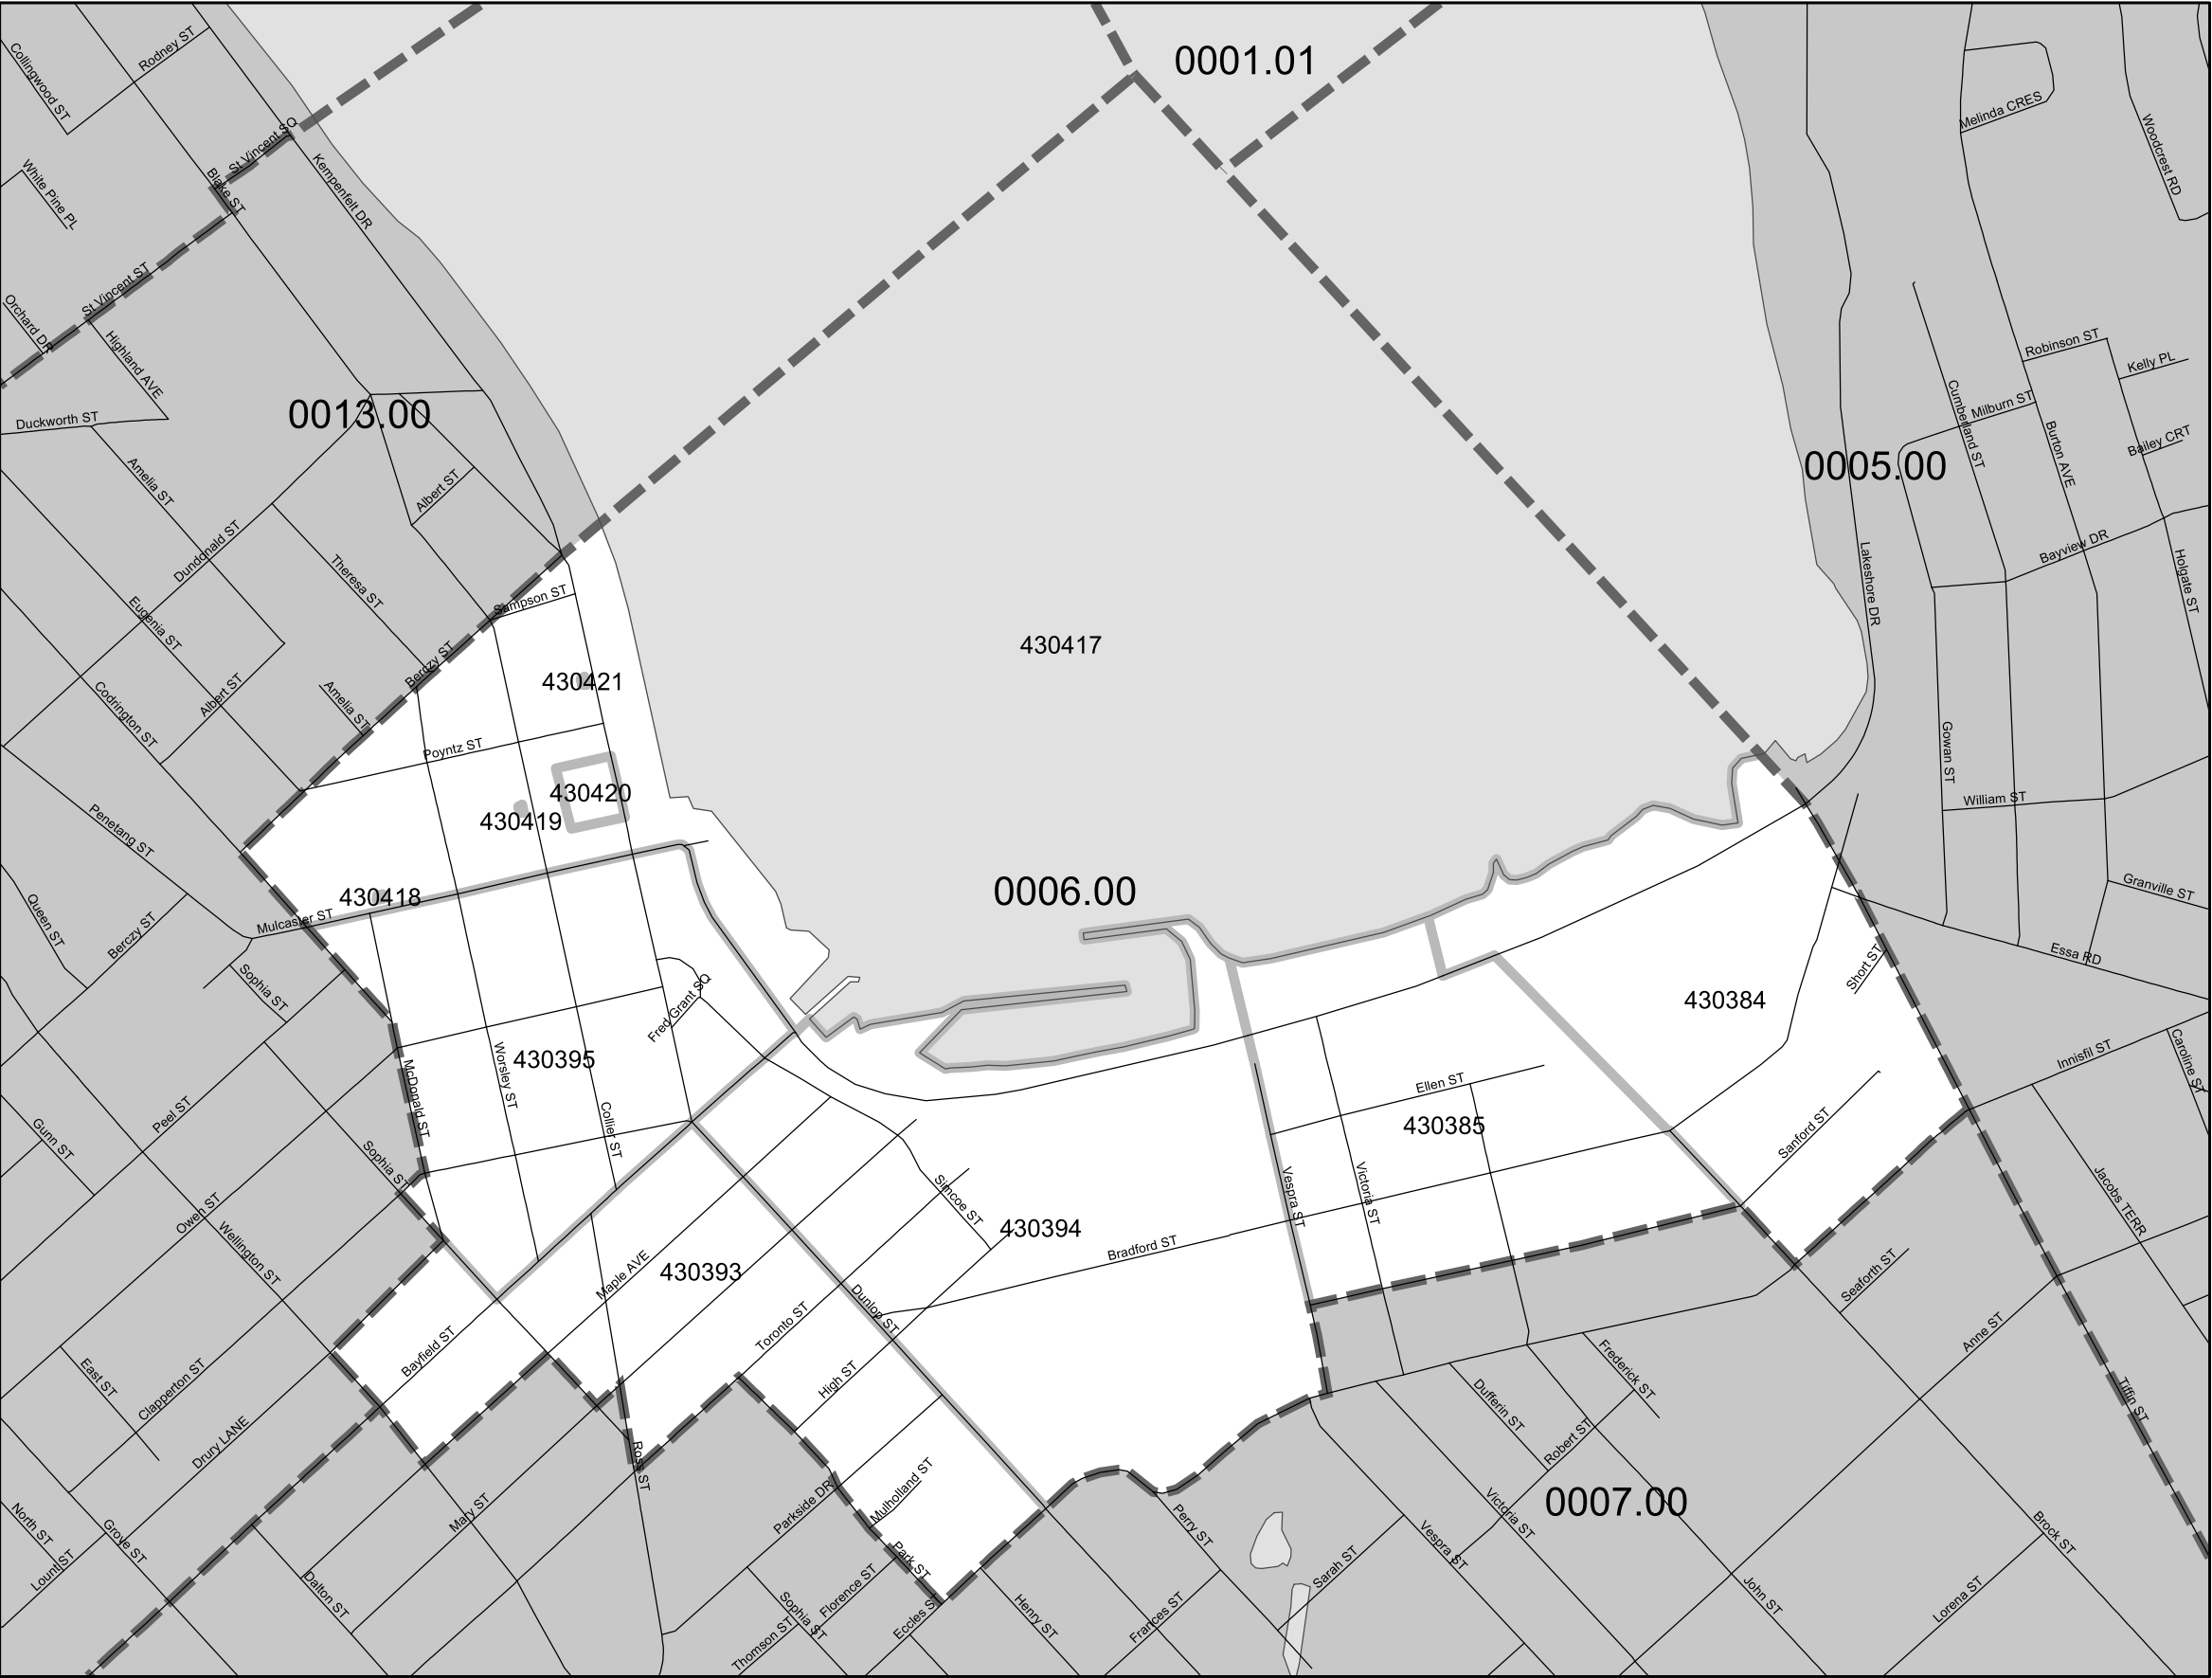 0001.01
Collingwood ST
Rodney ST
St Vincent SQ
Kempenfelt DR
Blake ST
White Pine PL
Melinda CRES
Woodcrest RD
St Vincent ST
Orchard DR
Highland AVE
0013.00
Duckworth ST
Robinson ST
Kelly PL
Cumberland ST
Milburn ST
Burton AVE
Bailey CRT
0005.00
Amelia ST
Albert ST
Dundonald ST
Theresa ST
Lakeshore DR
Bayview DR
Holgate ST
Eugenia ST
Sampson ST
430417
Berczy ST
430421
Codrington ST
Albert ST
Amelia ST
Poyntz ST
Gowan ST
430420
430419
William ST
Penetang ST
430418
0006.00
Mulcaster ST
Queen ST
Berczy ST
Granville ST
Essa RD
Short ST
Sophia ST
Fred Grant SQ
430384
430395
Worsley ST
McDonald ST
Innisfil ST
Caroline ST
Ellen ST
430385
Collier ST
Peel ST
Gunn ST
Sanford ST
Sophia ST
Simcoe ST
Vespra ST
Victoria ST
Jacobs TERR
Owen ST
430394
Wellington ST
Bradford ST
430393
Maple AVE
Seaforth ST
Dunlop ST
Toronto ST
Bayfield ST
Anne ST
East ST
Clapperton ST
High ST
Frederick ST
Dufferin ST
Tiffin ST
Drury LANE
Ross ST
Robert ST
Mulholland ST
Parkside DR
0007.00
North ST
Grove ST
Mary ST
Perry ST
Victoria ST
Vespra ST
Brock ST
Lount ST
Dalton ST
Park ST
Florence ST
Sophia ST
Sarah ST
John ST
Lorena ST
Thomson ST
Eccles S
Henry ST
Frances ST